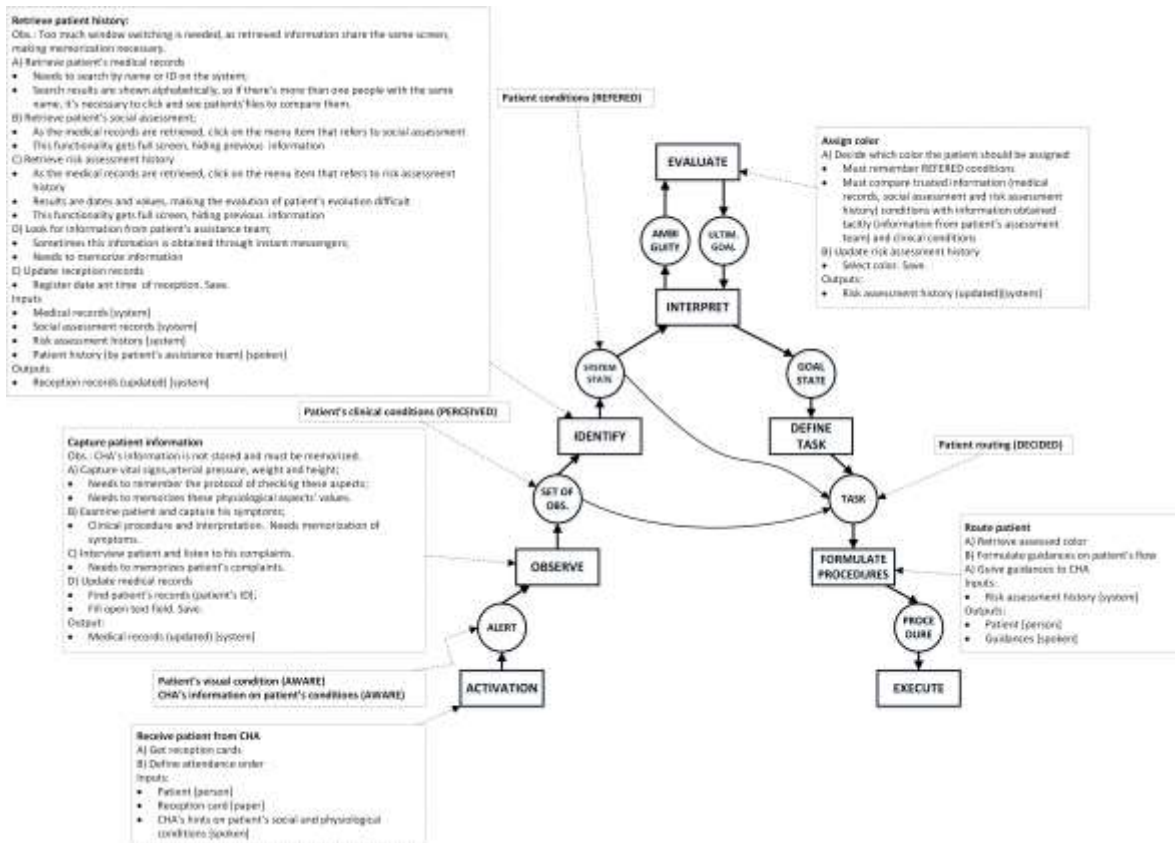 Retrieve patient history:
Obs.: Too much window switching is needed, as retrieved information share the same screen,
making memorization necessary.
A) Retrieve patient's medical records
• Needs to search by name or ID on the system;
• Search results are shown alphabetically, so if there's more than one people with the same
name, it's necessary to click and see patients' files to compare them.
B) Retrieve patient's social assessment;
• As the medical records are retrieved, click on the menu item that refers to social assessment
• This functionality gets full screen, hiding previous information
C) Retrieve risk assessment history
• As the medical records are retrieved, click on the menu item that refers to risk assessment
history
• Results are dates and values, making the evolution of patient's evolution difficult
• This functionality gets full screen, hiding previous information
D) Look for information from patient's assistance team;
• Sometimes this information is obtained through instant messengers;
• Needs to memorize information
E) Update reception records
• Register date ant time of reception. Save.
Inputs
• Medical records [system]
• Social assessment records [system]
• Risk assessment history [system]
• Patient history (by patient's assistance team) [spoken]
Outputs:
• Reception records (updated) [system]
Patient conditions (REFERED)
Assign color
A) Decide which color the patient should be assigned
• Must remember REFERED conditions
• Must compare trusted information (medical
records, social assessment and risk assessment
history) conditions with information obtained
tacitly (information from patient's assessment
team) and clinical conditions
B) Update risk assessment history
• Select color. Save.
Outputs:
• Risk assessment history (updated)[system]
EVALUATE
AMBI
GUITY
ULTIM.
GOAL
INTERPRET
SYSTEM
STATE
GOAL
STATE
Patient's clinical conditions (PERCEIVED)
IDENTIFY
DEFINE
TASK
Patient routing (DECIDED)
Capture patient information
Obs.: CHA's information is not stored and must be memorized.
A) Capture vital signs,arterial pressure, weight and height;
• Needs to remember the protocol of checking these aspects;
• Needs to memorizes these physiological aspects' values.
B) Examine patient and capture his symptoms;
• Clinical procedure and interpretation. Needs memorization of
symptoms.
C) Interview patient and listen to his complaints.
• Needs to memorizes patient's complaints.
D) Update medical records
• Find patient's records (patient's ID);
• Fill open text field. Save.
Output:
• Medical records (updated) [system]
SET OF
OBS.
TASK
OBSERVE
FORMULATE
PROCEDURES
Route patient
A) Retrieve assessed color
B) Formulate guidances on patient's flow
A) Guive guidances to CHA
Inputs:
• Risk assessment history [system]
Outputs:
• Patient [person]
• Guidances [spoken]
ALERT
PROCE
DURE
Patient's visual condition (AWARE)
CHA's information on patient's conditions (AWARE)
ACTIVATION
EXECUTE
Receive patient from CHA
A) Get reception cards
B) Define attendance order
Inputs:
• Patient [person]
• Reception card [paper]
• CHA's hints on patient's social and physiological
conditions [spoken]